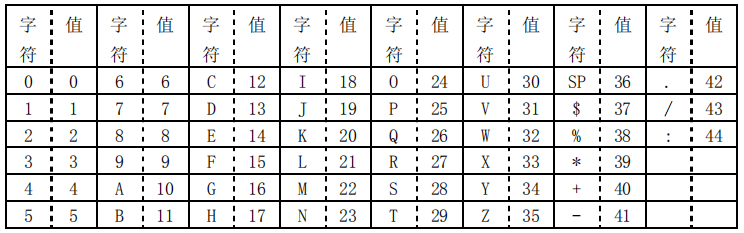 字符 值 字符 值 字符 值 字符 值 字符 值 字符 值 字符 值 字符 值
0 0 6 6 C 12 I 18 O 24 U 30 SP 36 . 42
1 1 7 7 D 13 J 19 P 25 V 31 $ 37 / 43
2 2 8 8 E 14 K 20 Q 26 W 32 % 38 : 44
3 3 9 9 F 15 L 21 R 27 X 33 * 39
4 4 A 10 G 16 M 22 S 28 Y 34 + 40
5 5 B 11 H 17 N 23 T 29 Z 35 - 41